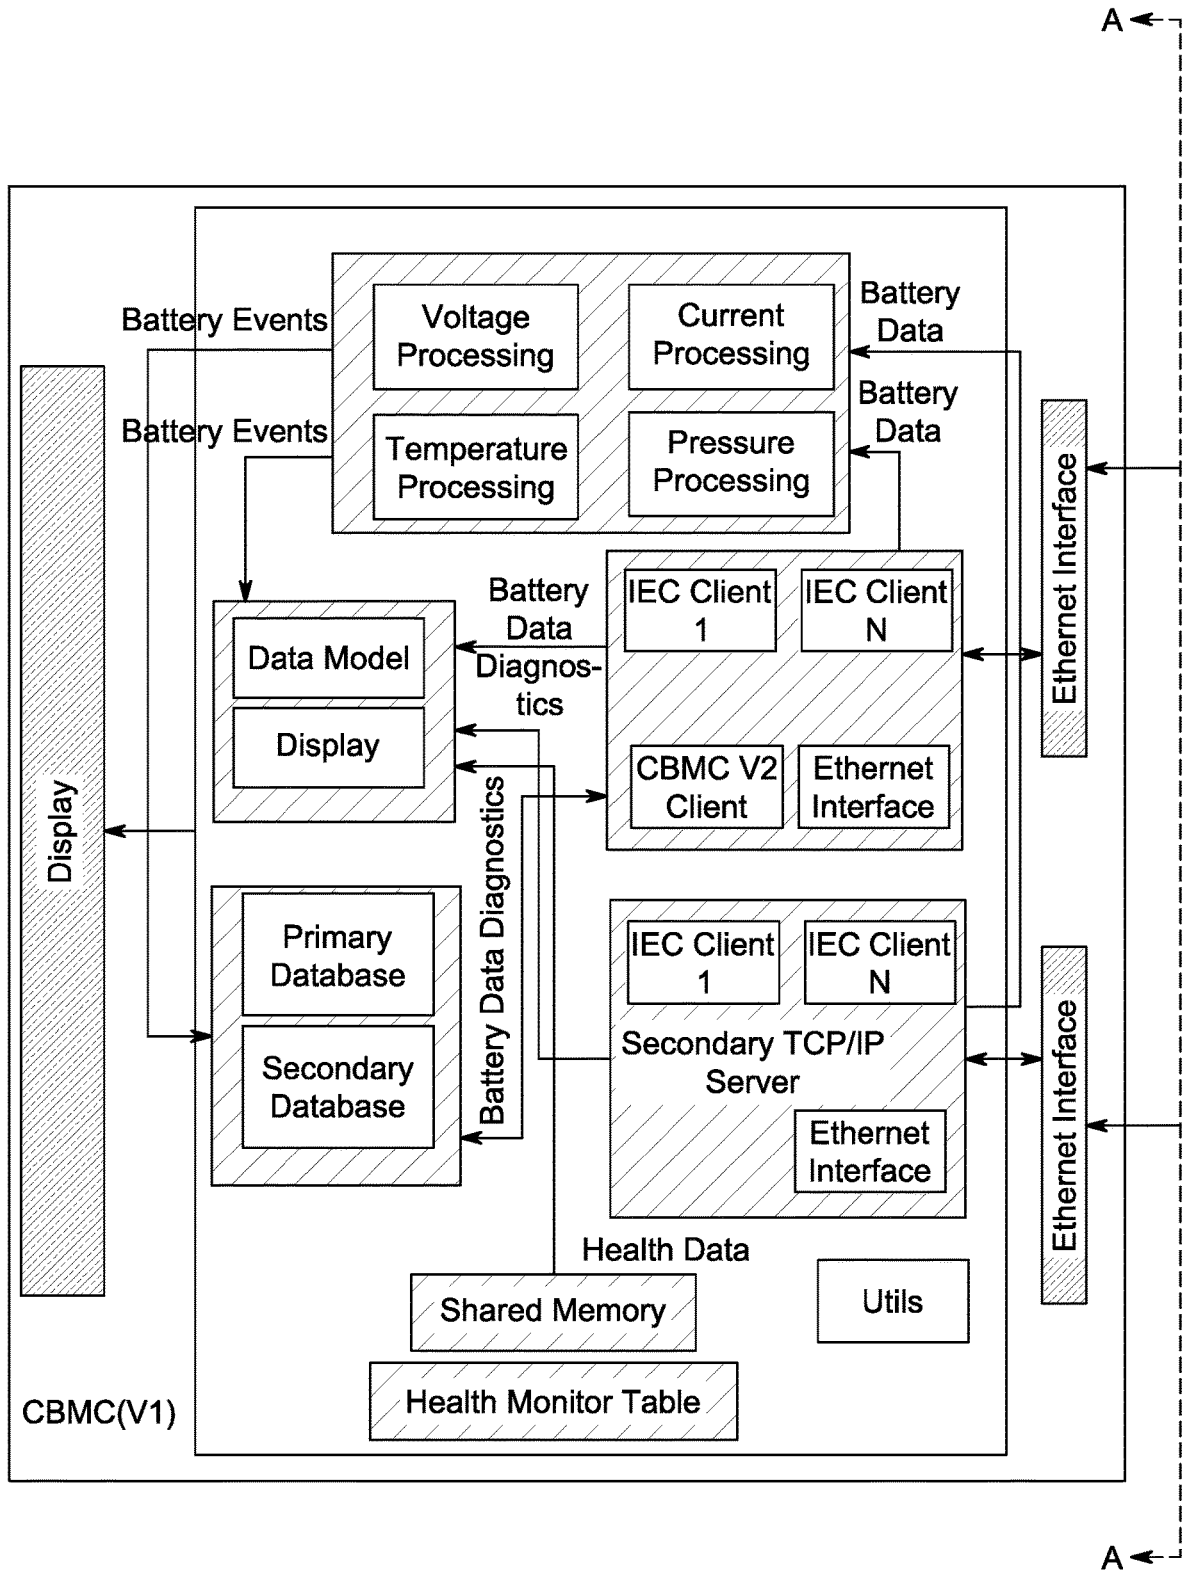 A
Battery Events
Voltage
Processing
Current
Processing
Battery
Data
Battery Events
Temperature
Processing
Pressure
Processing
Battery
Data
Ethernet Interface
IEC Client
1
IEC Client
N
Battery
Data
Diagnos-
tics
Data Model
Display
CBMC V2
Client
Ethernet
Interface
Display
Battery Data Diagnostics
Primary
Database
Secondary
Database
IEC Client
1
IEC Client
N
Secondary TCP/IP
Server
Ethernet
Interface
Ethernet Interface
Health Data
Shared Memory
Utils
Health Monitor Table
CBMC(V1)
A